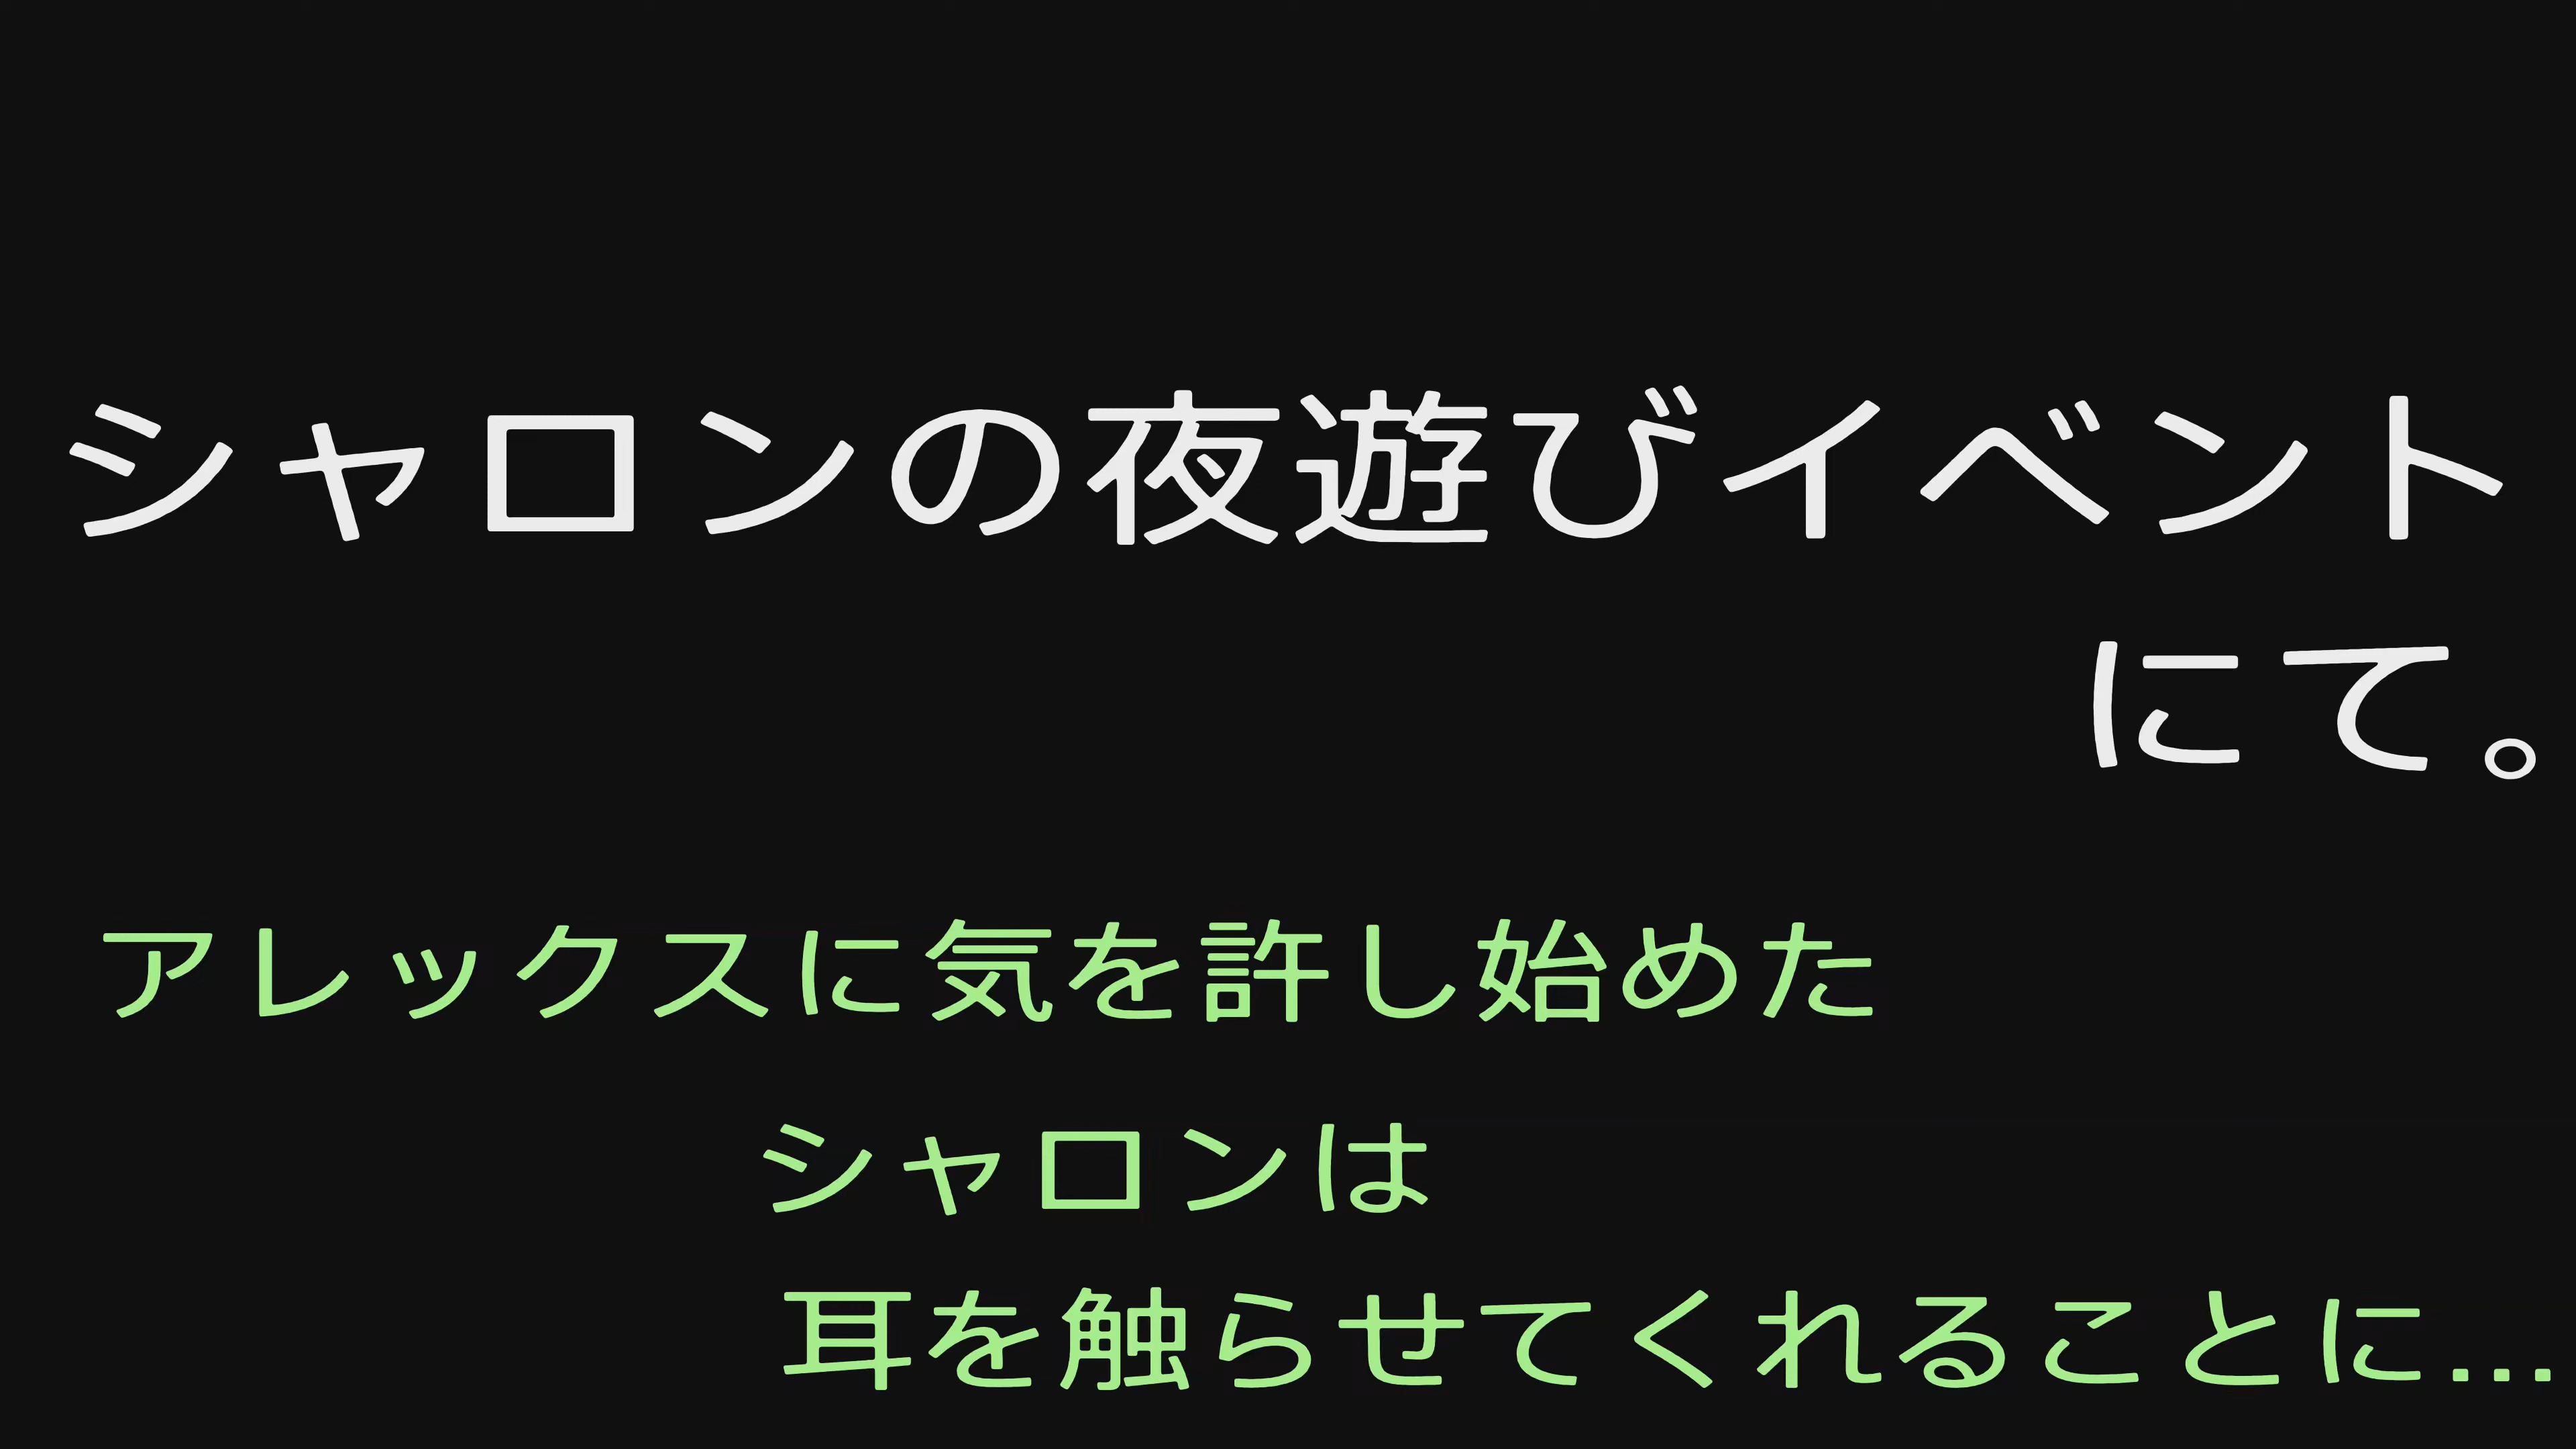 シャロンの夜遊びイベント
にて。
アレックスに気を許し始めた
シャロンは
耳を触らせてくれることに...